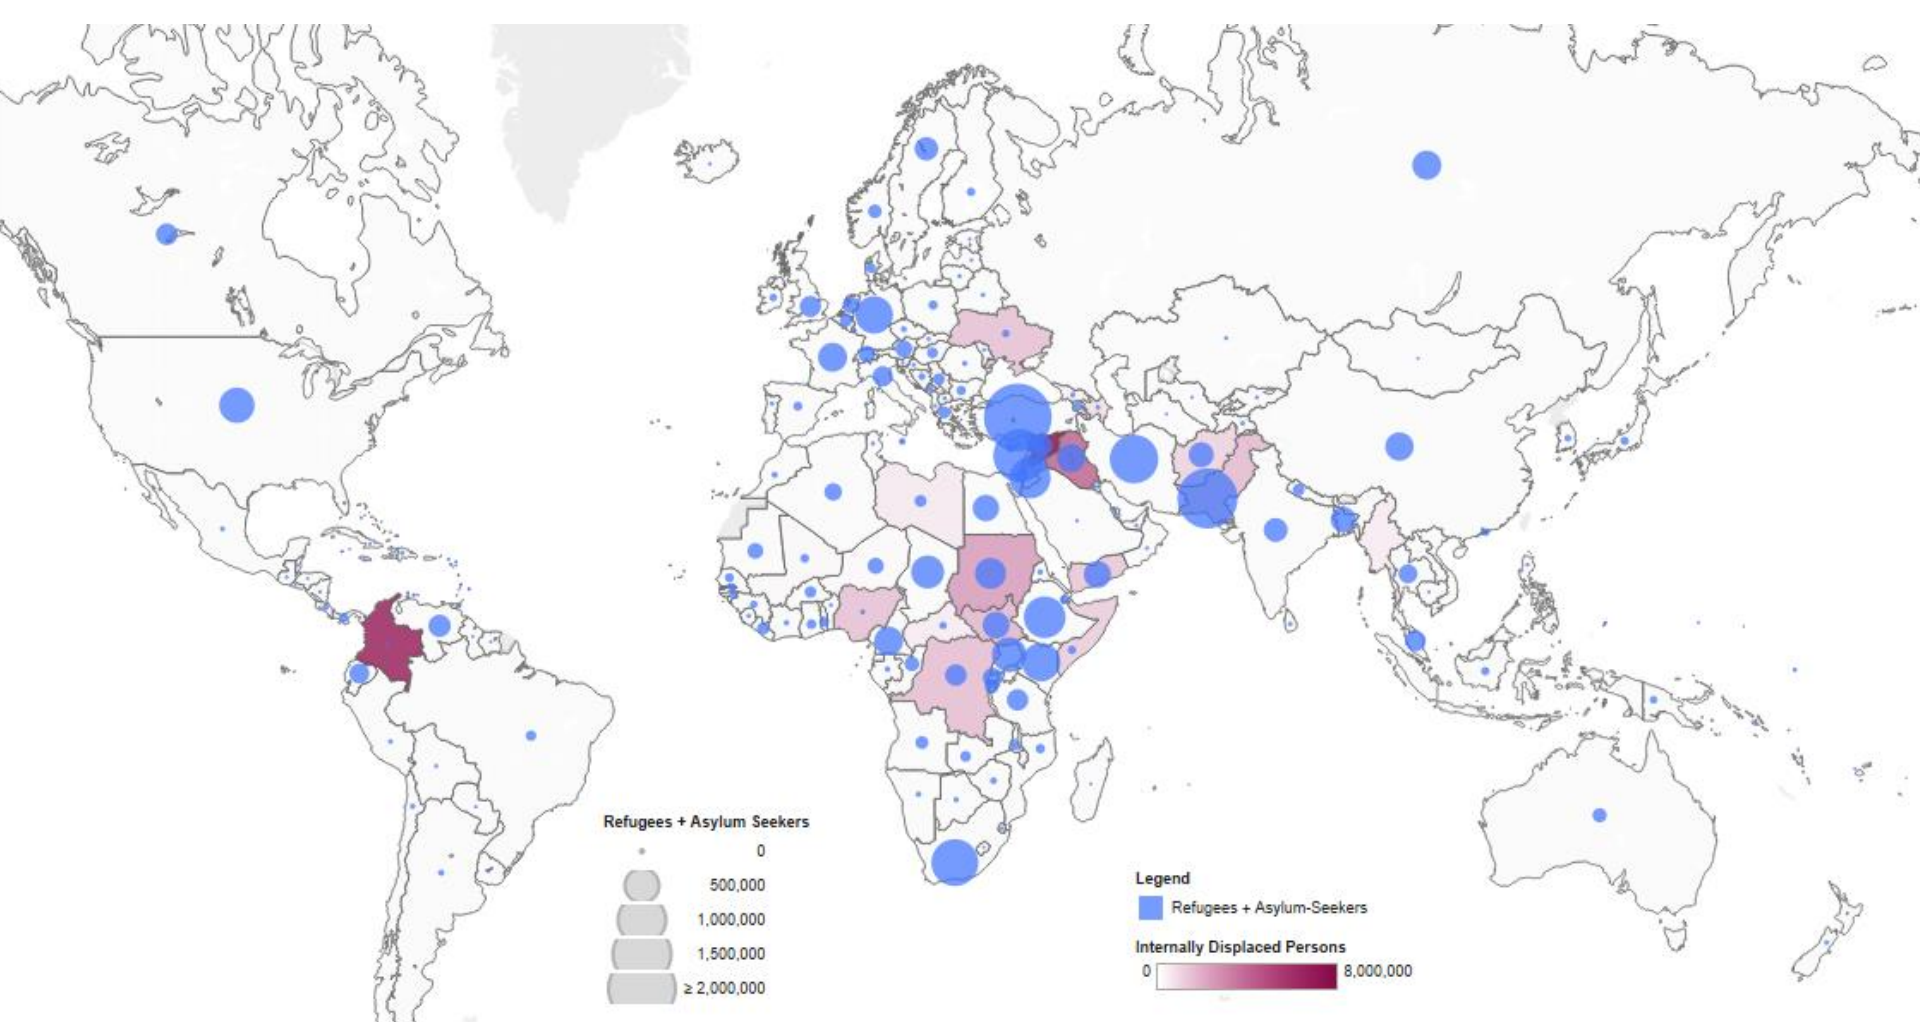 Refugees + Asylum Seekers
0
500,000
1,000,000
1,500,000
≥ 2,000,000
Legend
Refugees + Asylum-Seekers
Internally Displaced Persons
0 8,000,000